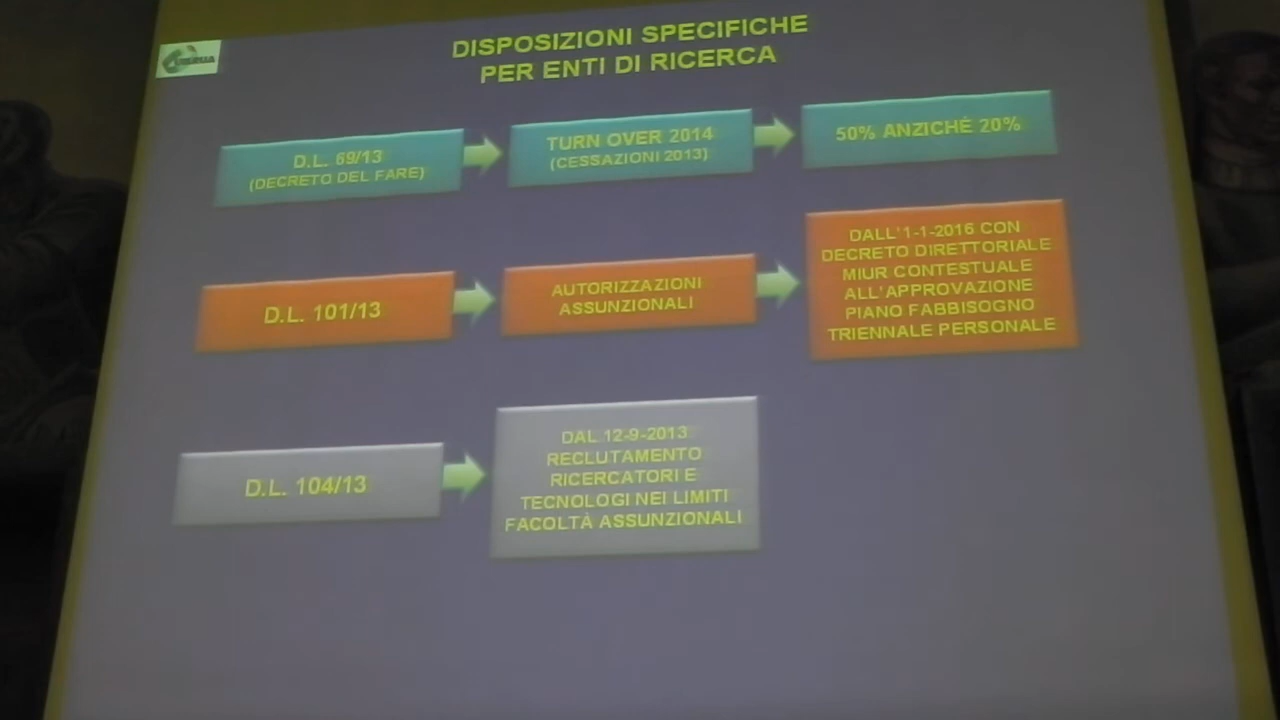 DISPOSIZIONI SPECIFICHE
PER ENTI DI RICERCA
D.L. 69/13
(DECRETO DEL FARE)
TURN OVER 2014
(CESSAZIONI 2013)
50% ANZICHÉ 20%
D.L. 101/13
AUTORIZZAZIONI
ASSUNZIONALI
DALL'1-1-2016 CON
DECRETO DIRETTORIALE
MIUR CONTESTUALE
ALL'APPROVAZIONE
PIANO FABBISOGNO
TRIENNALE PERSONALE
D.L. 104/13
DAL 12-9-2013
RECLUTAMENTO
RICERCATORI E
TECNOLOGI NEI LIMITI
FACOLTÀ ASSUNZIONALI